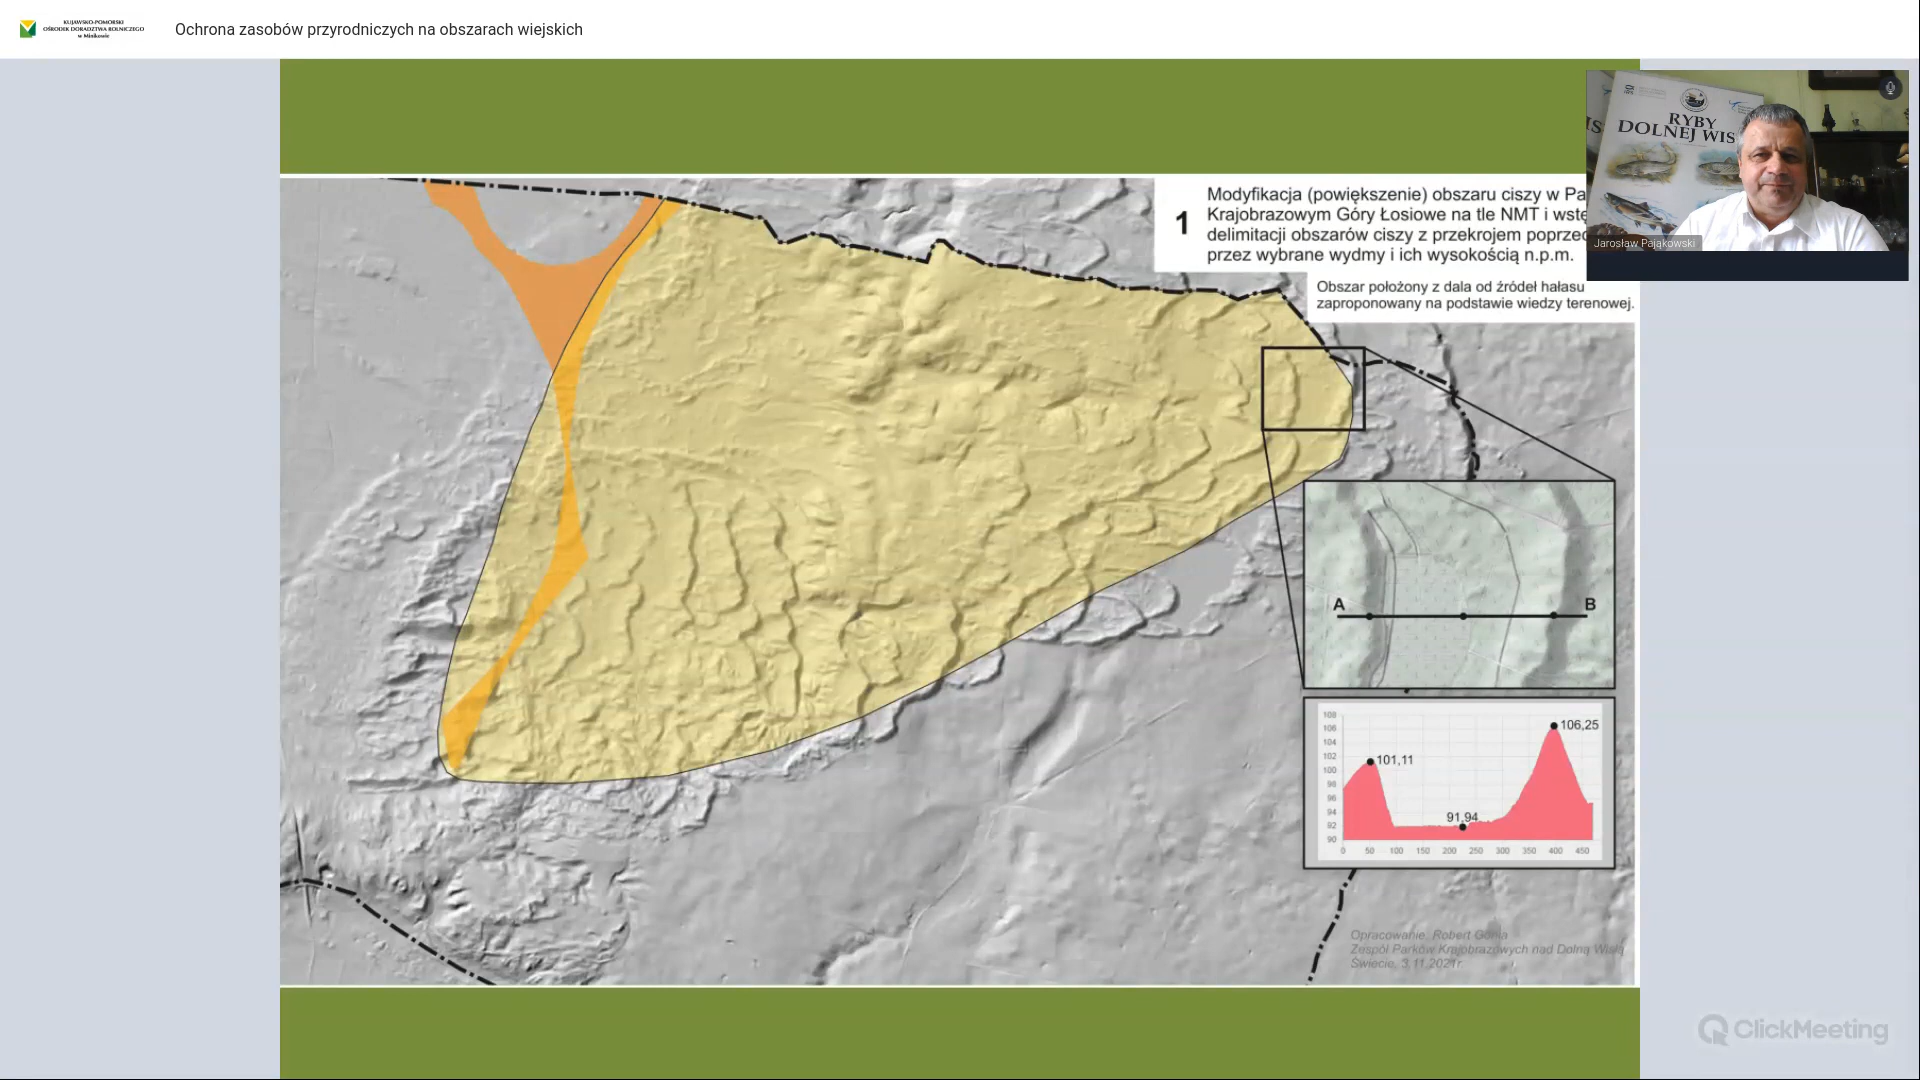 KUJAWSKO-POMORSKI
OŚRODEK DORADZTWA ROLNICZEGO
w Minikowie
Ochrona zasobów przyrodniczych na obszarach wiejskich
RYBY
DOLNEJ WIS
Jarosław Pająkowski
1
Modyfikacja (powiększenie) obszaru ciszy w Pa
Krajobrazowym Góry Łosiowe na tle NMT i wstę
delimitacji obszarów ciszy z przekrojem poprzec
przez wybrane wydmy i ich wysokością n.p.m.
Obszar położony z dala od źródeł hałasu
zaproponowany na podstawie wiedzy terenowej.
A B
108
106
104
102
100
98
96
94
92
90
101,11
91,94
106,25
0 50 100 150 200 250 300 350 400 450
Opracowanie: Robert Gonia
Zespół Parków Krajobrazowych nad Dolną Wisłą
Świecie, 3.11.2021r.
ClickMeeting